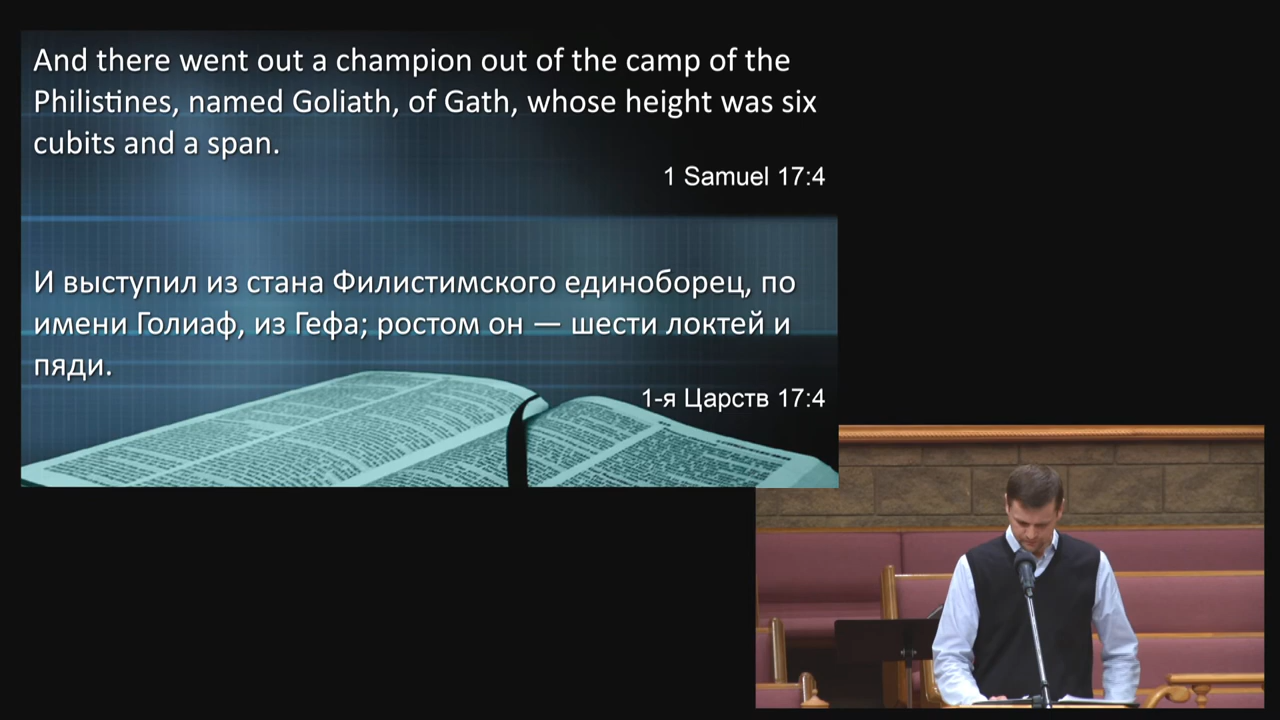 And there went out a champion out of the camp of the
Philistines, named Goliath, of Gath, whose height was six
cubits and a span.
1 Samuel 17:4
И выступил из стана Филистимского единоборец, по
имени Голиаф, из Гефа; ростом он — шести локтей и
пяди.
1-я Царств 17:4